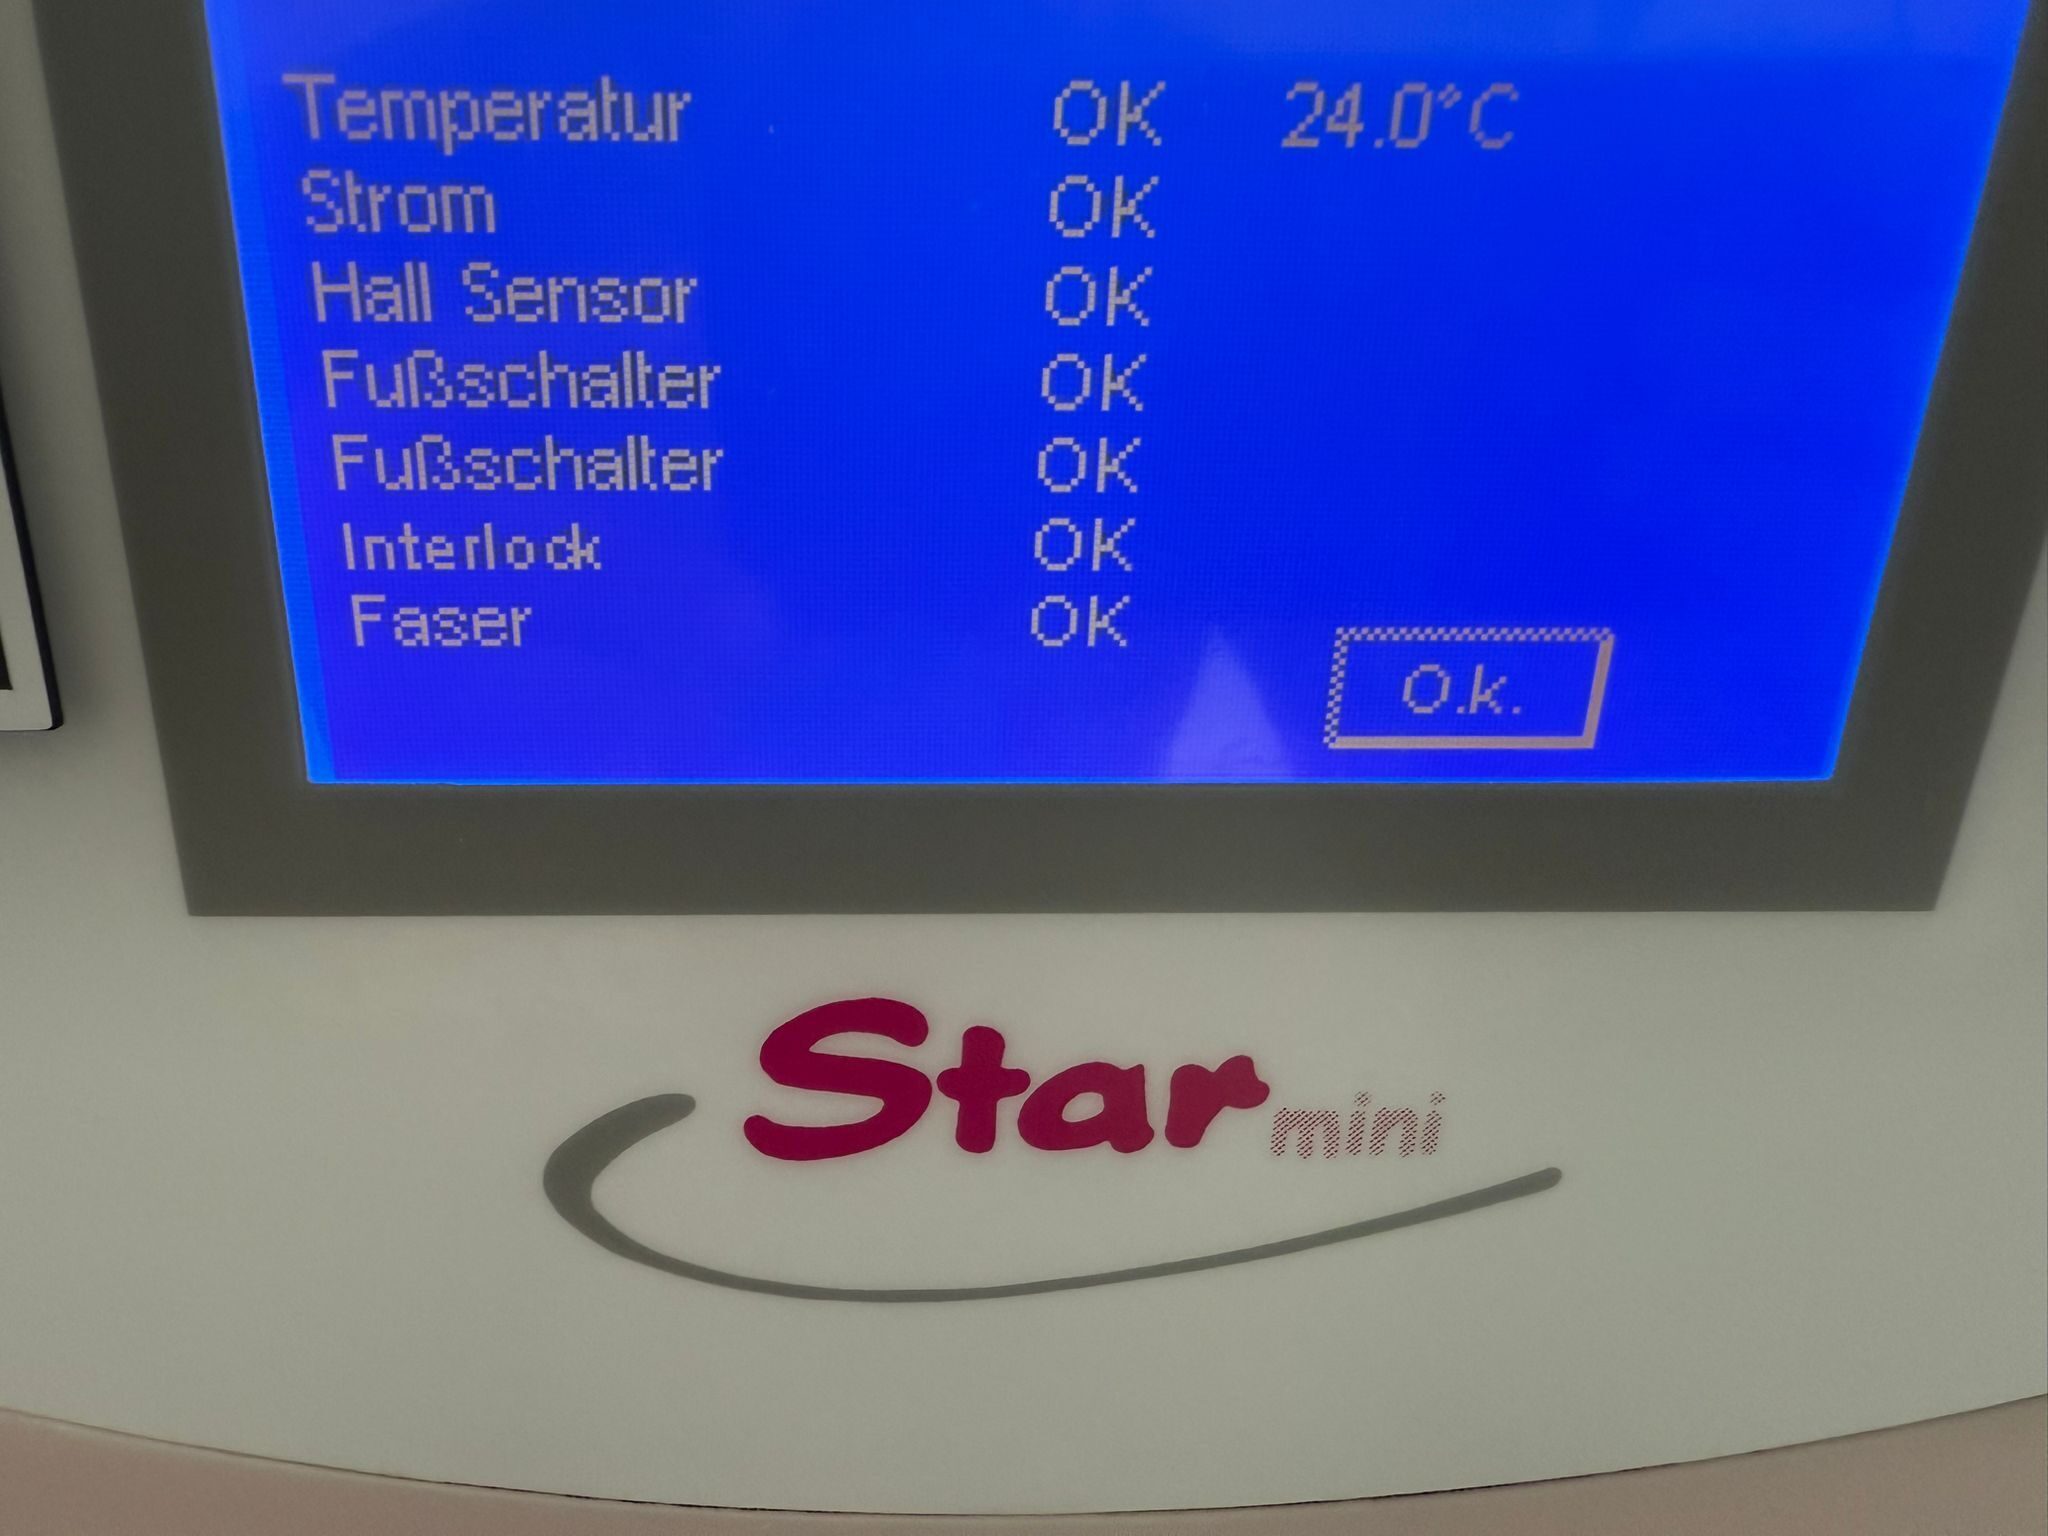 Temperatur OK 24.0°C
Strom OK
Hall Sensor OK
Fußschalter OK
Fußschalter OK
Interlock OK
Faser OK
O.k.
Star mini